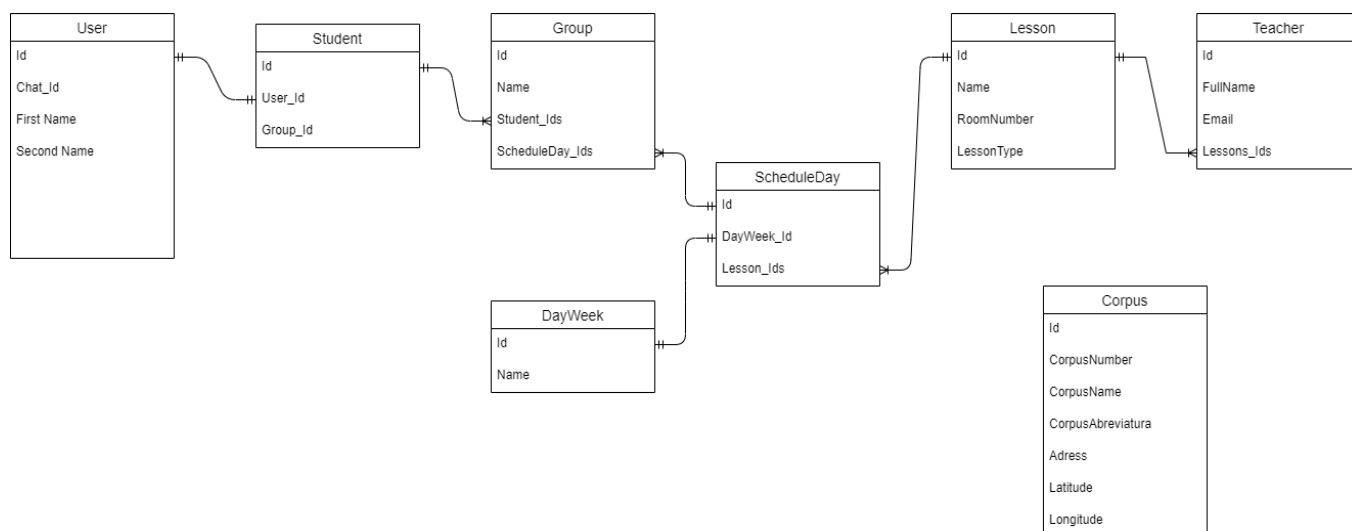 User
Id
Chat_Id
First Name
Second Name
Student
Id
User_Id
Group_Id
Group
Id
Name
Student_Ids
ScheduleDay_Ids
DayWeek
Id
Name
ScheduleDay
Id
DayWeek_Id
Lesson_Ids
Lesson
Id
Name
RoomNumber
LessonType
Teacher
Id
FullName
Email
Lessons_Ids
Corpus
Id
CorpusNumber
CorpusName
CorpusAbreviatura
Adress
Latitude
Longitude